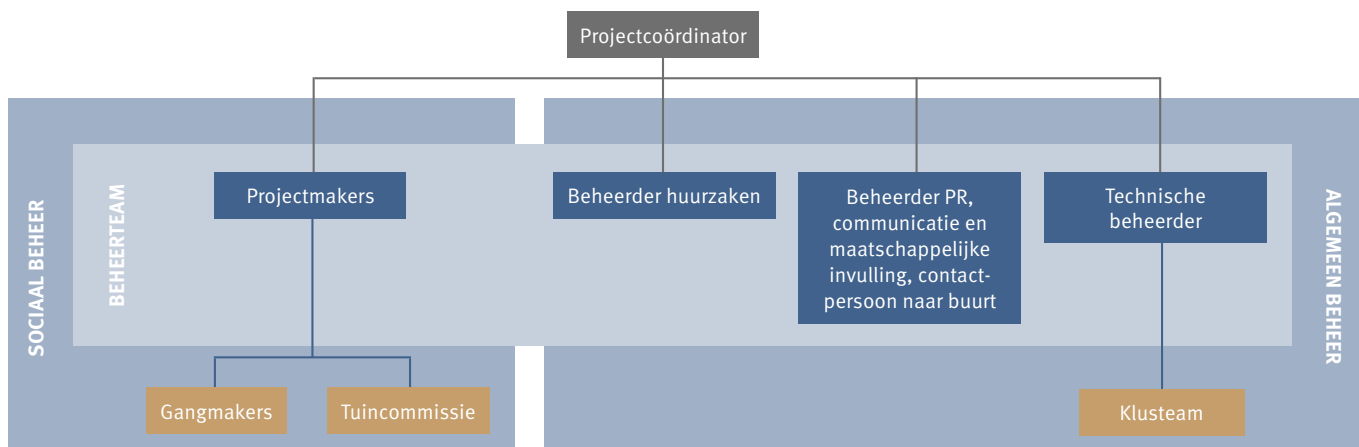 Projectcoördinator
SOCIAAL BEHEER
BEHEERTEAM
Projectmakers
Beheerder huurzaken
Beheerder PR,
communicatie en
maatschappelijke
invulling, contact-
persoon naar buurt
Technische
beheerder
ALGEMEEN BEHEER
Gangmakers
Tuincommissie
Klusteam